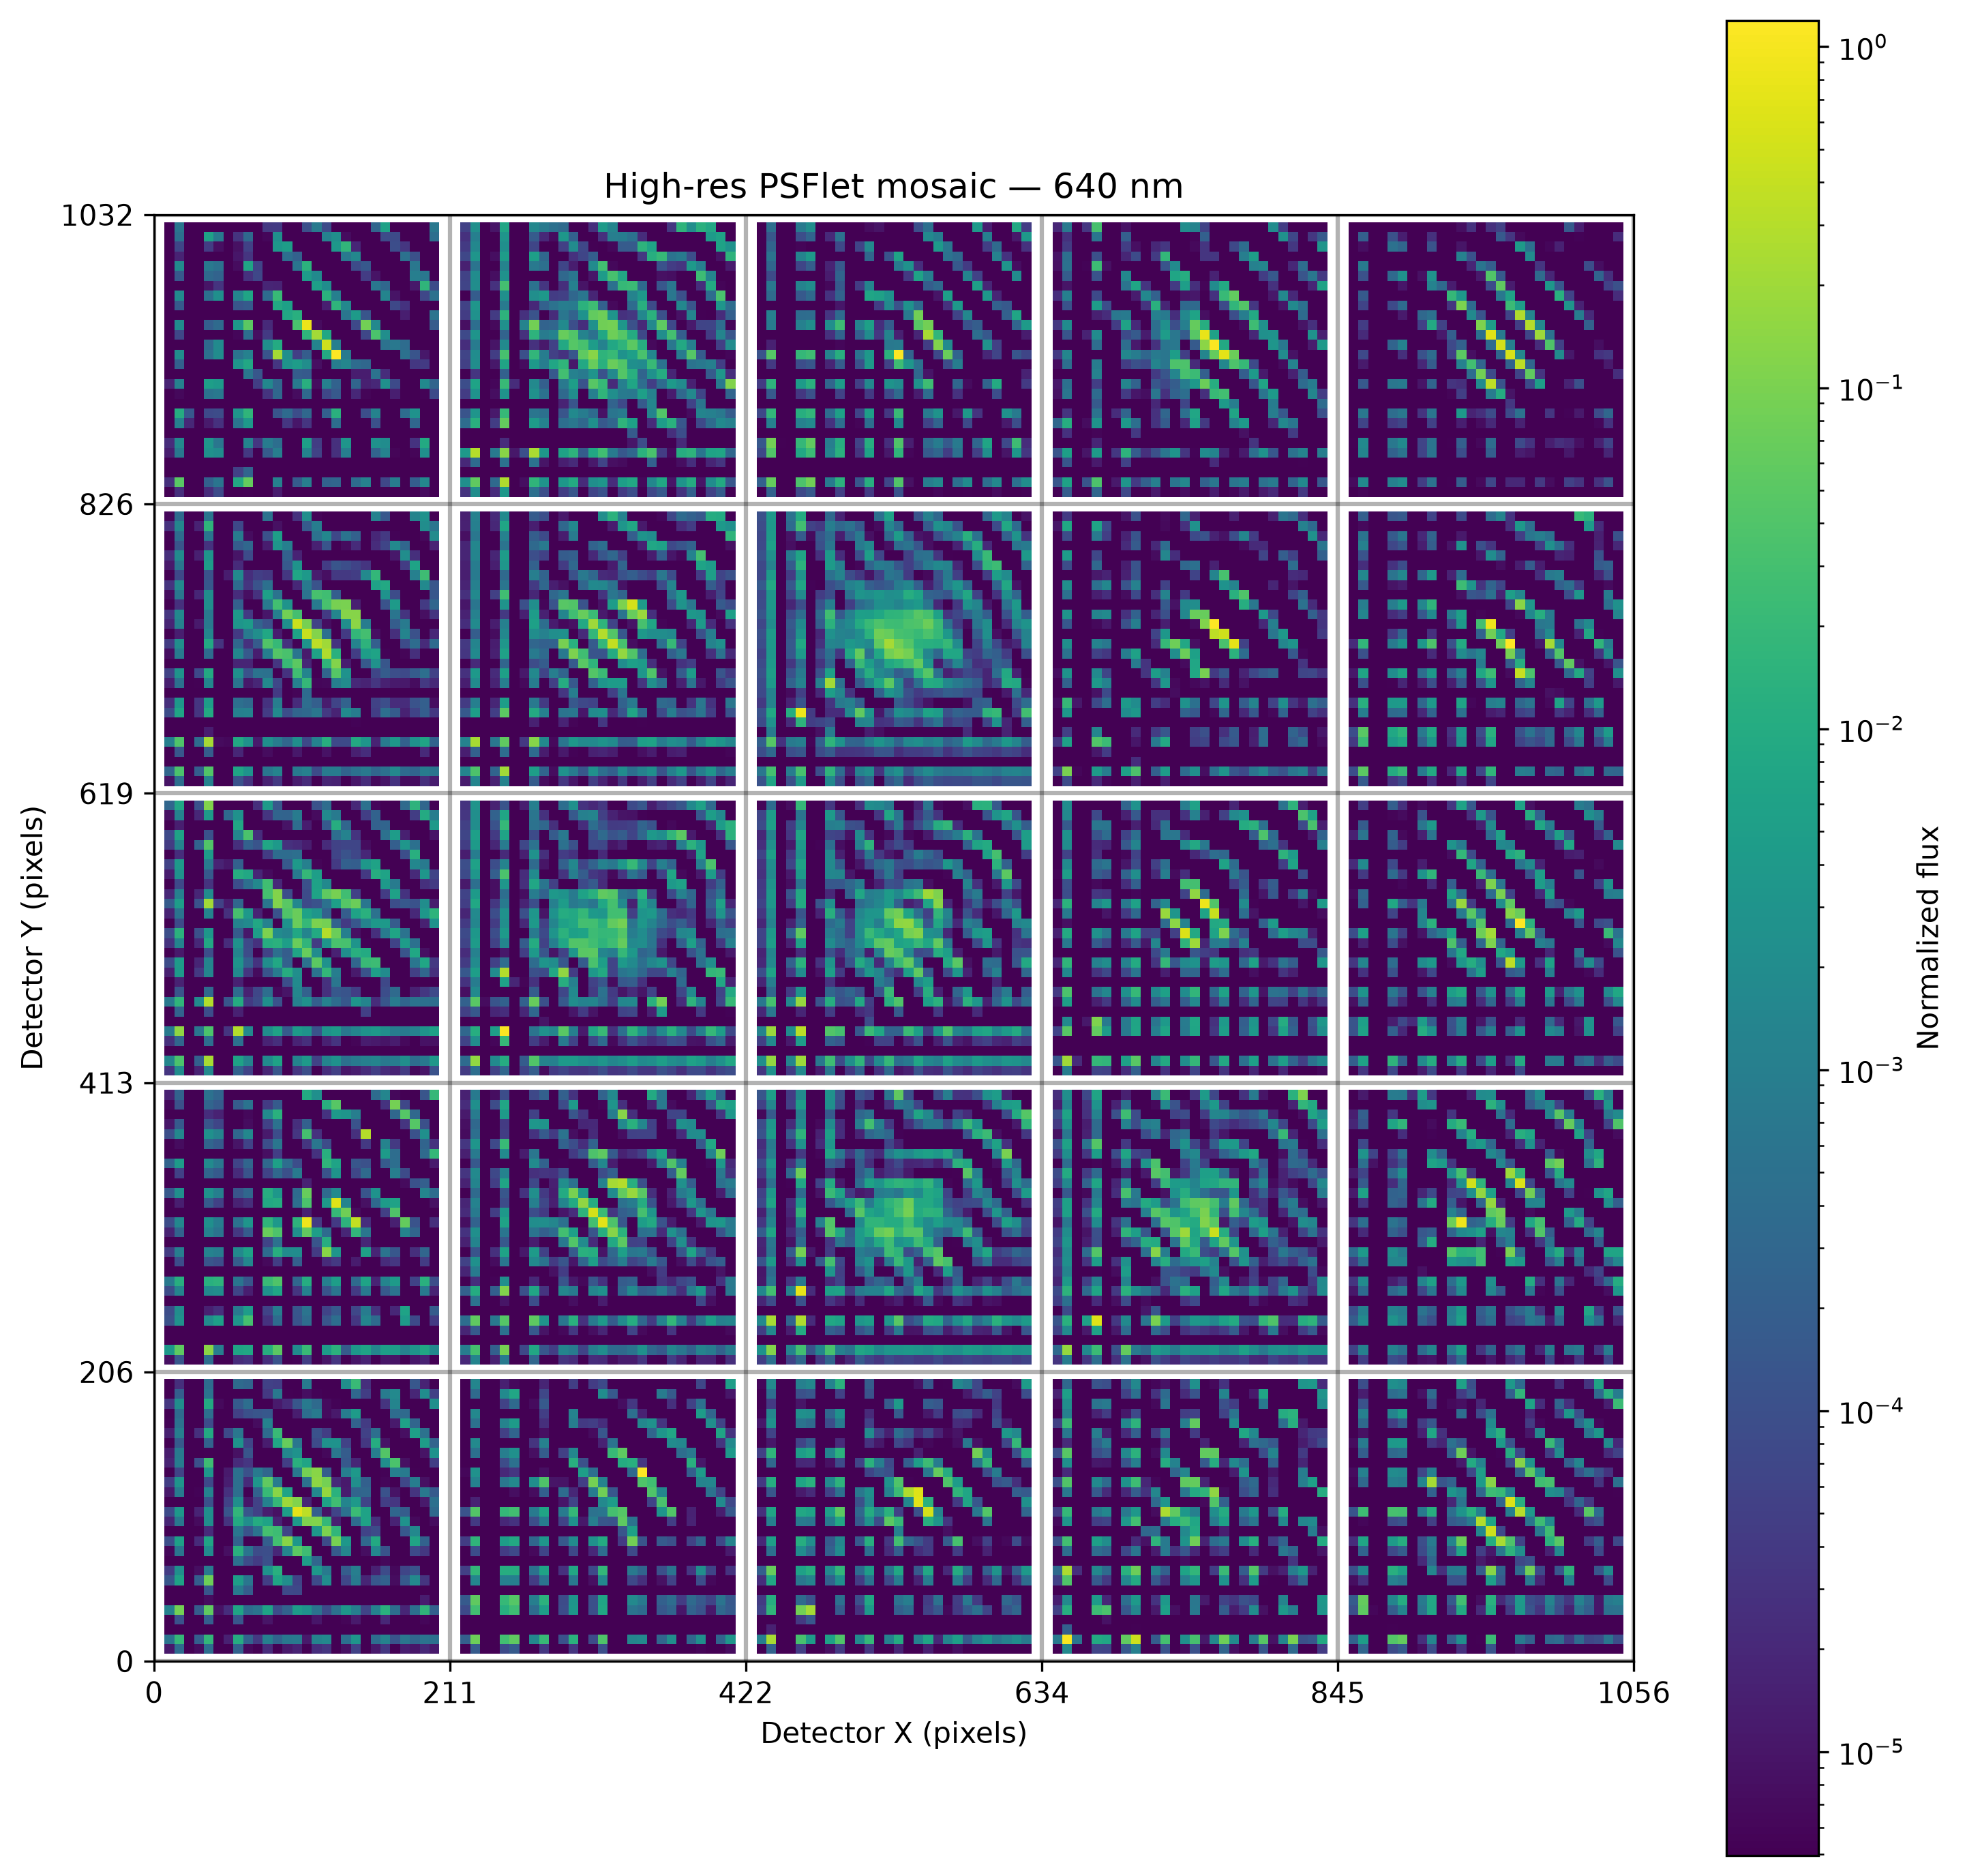 High-res PSFlet mosaic — 640 nm
1032
826
619
413
206
0
Detector Y (pixels)
0 211 422 634 845 1056
Detector X (pixels)
10⁰
10⁻¹
10⁻²
10⁻³
10⁻⁴
10⁻⁵
Normalized flux